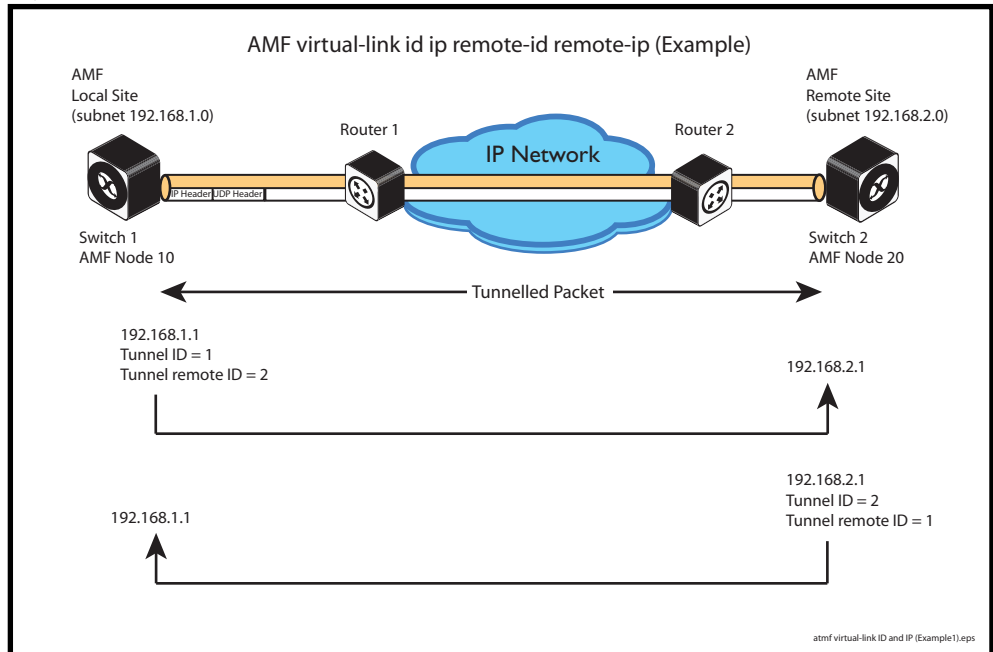 AMF virtual-link id ip remote-id remote-ip (Example)
AMF
Local Site
(subnet 192.168.1.0)
AMF
Remote Site
(subnet 192.168.2.0)
Router 1
Router 2
IP Network
IP Header
UDP Header
Switch 1
AMF Node 10
Switch 2
AMF Node 20
Tunnelled Packet
192.168.1.1
Tunnel ID = 1
Tunnel remote ID = 2
192.168.2.1
192.168.1.1
192.168.2.1
Tunnel ID = 2
Tunnel remote ID = 1
atmf virtual-link ID and IP (Example1).eps